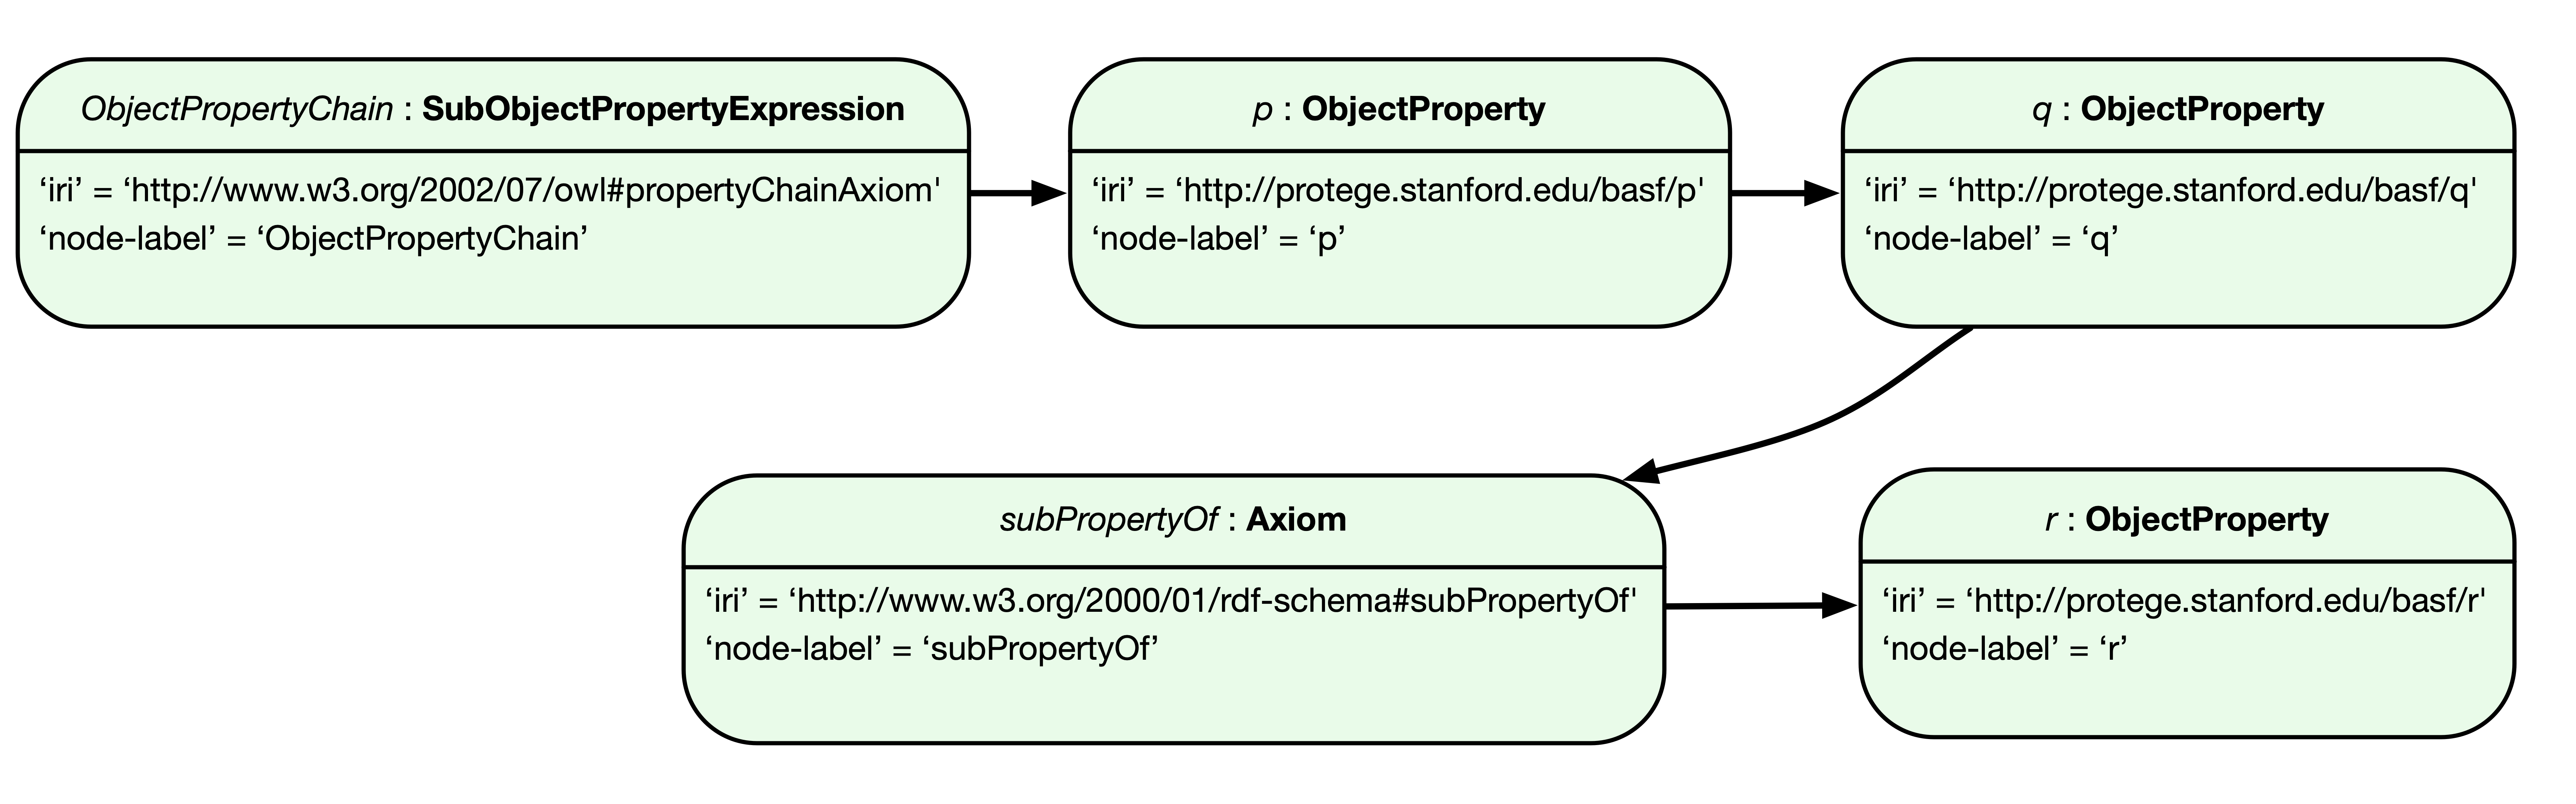 ObjectPropertyChain : SubObjectPropertyExpression
‘iri’ = ‘http://www.w3.org/2002/07/owl#propertyChainAxiom'
‘node-label’ = ‘ObjectPropertyChain’
p : ObjectProperty
‘iri’ = ‘http://protege.stanford.edu/basf/p'
‘node-label’ = ‘p’
q : ObjectProperty
‘iri’ = ‘http://protege.stanford.edu/basf/q'
‘node-label’ = ‘q’
subPropertyOf : Axiom
‘iri’ = ‘http://www.w3.org/2000/01/rdf-schema#subPropertyOf'
‘node-label’ = ‘subPropertyOf’
r : ObjectProperty
‘iri’ = ‘http://protege.stanford.edu/basf/r'
‘node-label’ = ‘r’